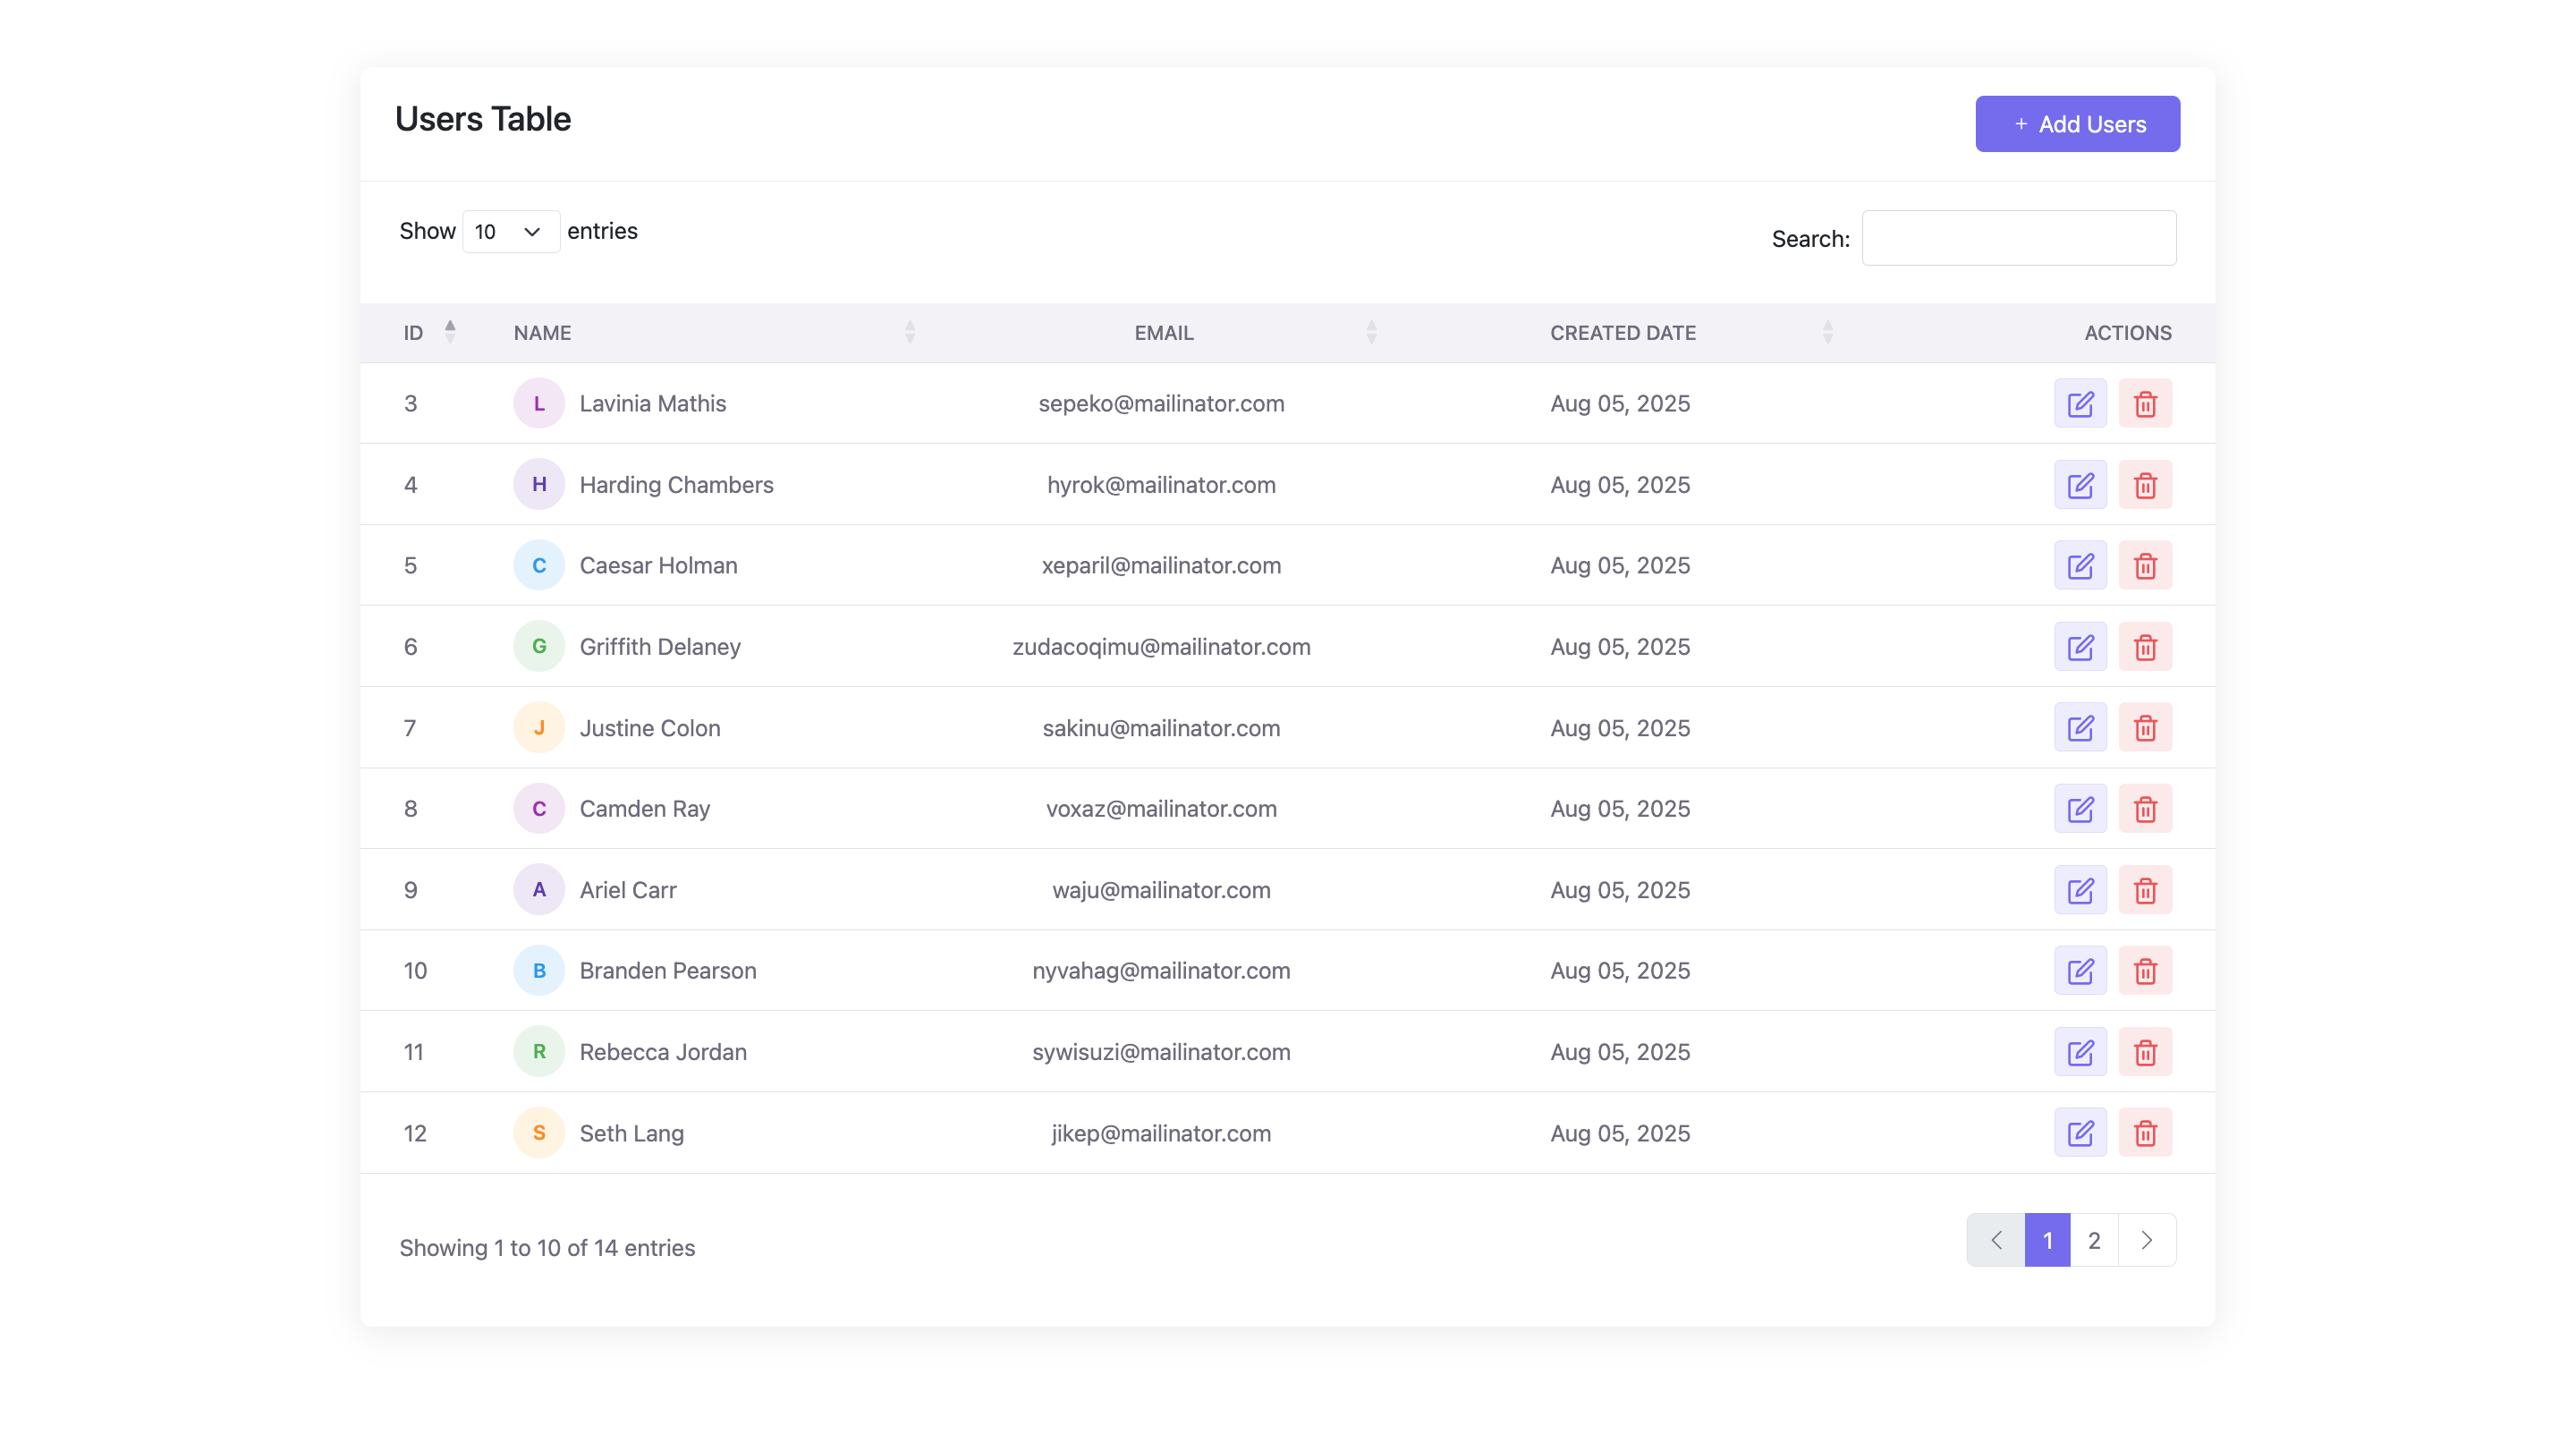 Users Table
+ Add Users
Show 10 entries
Search:
ID NAME EMAIL CREATED DATE ACTIONS
3 L Lavinia Mathis sepeko@mailinator.com Aug 05, 2025
4 H Harding Chambers hyrok@mailinator.com Aug 05, 2025
5 C Caesar Holman xeparil@mailinator.com Aug 05, 2025
6 G Griffith Delaney zudacoqimu@mailinator.com Aug 05, 2025
7 J Justine Colon sakinu@mailinator.com Aug 05, 2025
8 C Camden Ray voxaz@mailinator.com Aug 05, 2025
9 A Ariel Carr waju@mailinator.com Aug 05, 2025
10 B Branden Pearson nyvahag@mailinator.com Aug 05, 2025
11 R Rebecca Jordan sywisuzi@mailinator.com Aug 05, 2025
12 S Seth Lang jikep@mailinator.com Aug 05, 2025
Showing 1 to 10 of 14 entries
1 2